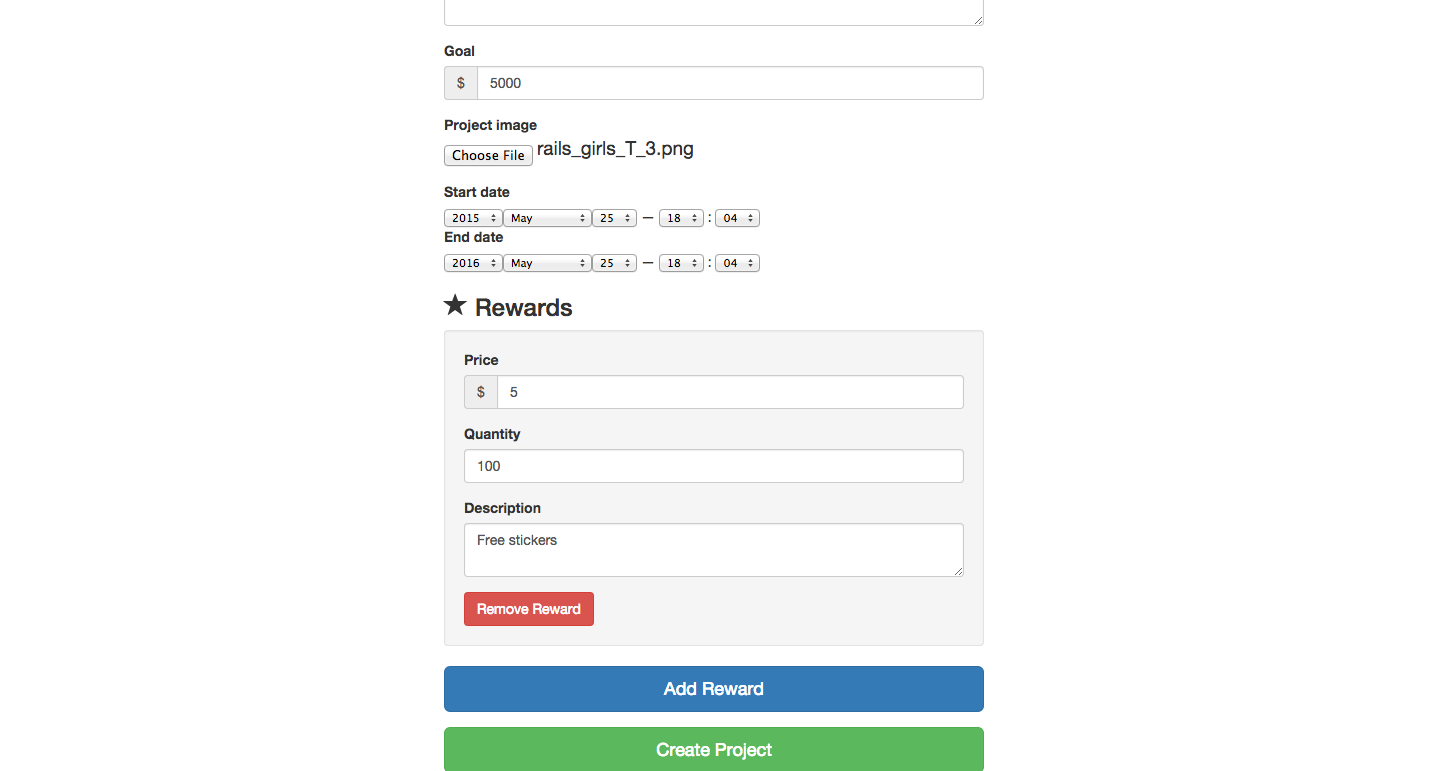 Goal
$ 5000
Project image
Choose File rails_girls_T_3.png
Start date
2015 May 25 — 18 : 04
End date
2016 May 25 — 18 : 04
★ Rewards
Price
$ 5
Quantity
100
Description
Free stickers
Remove Reward
Add Reward
Create Project